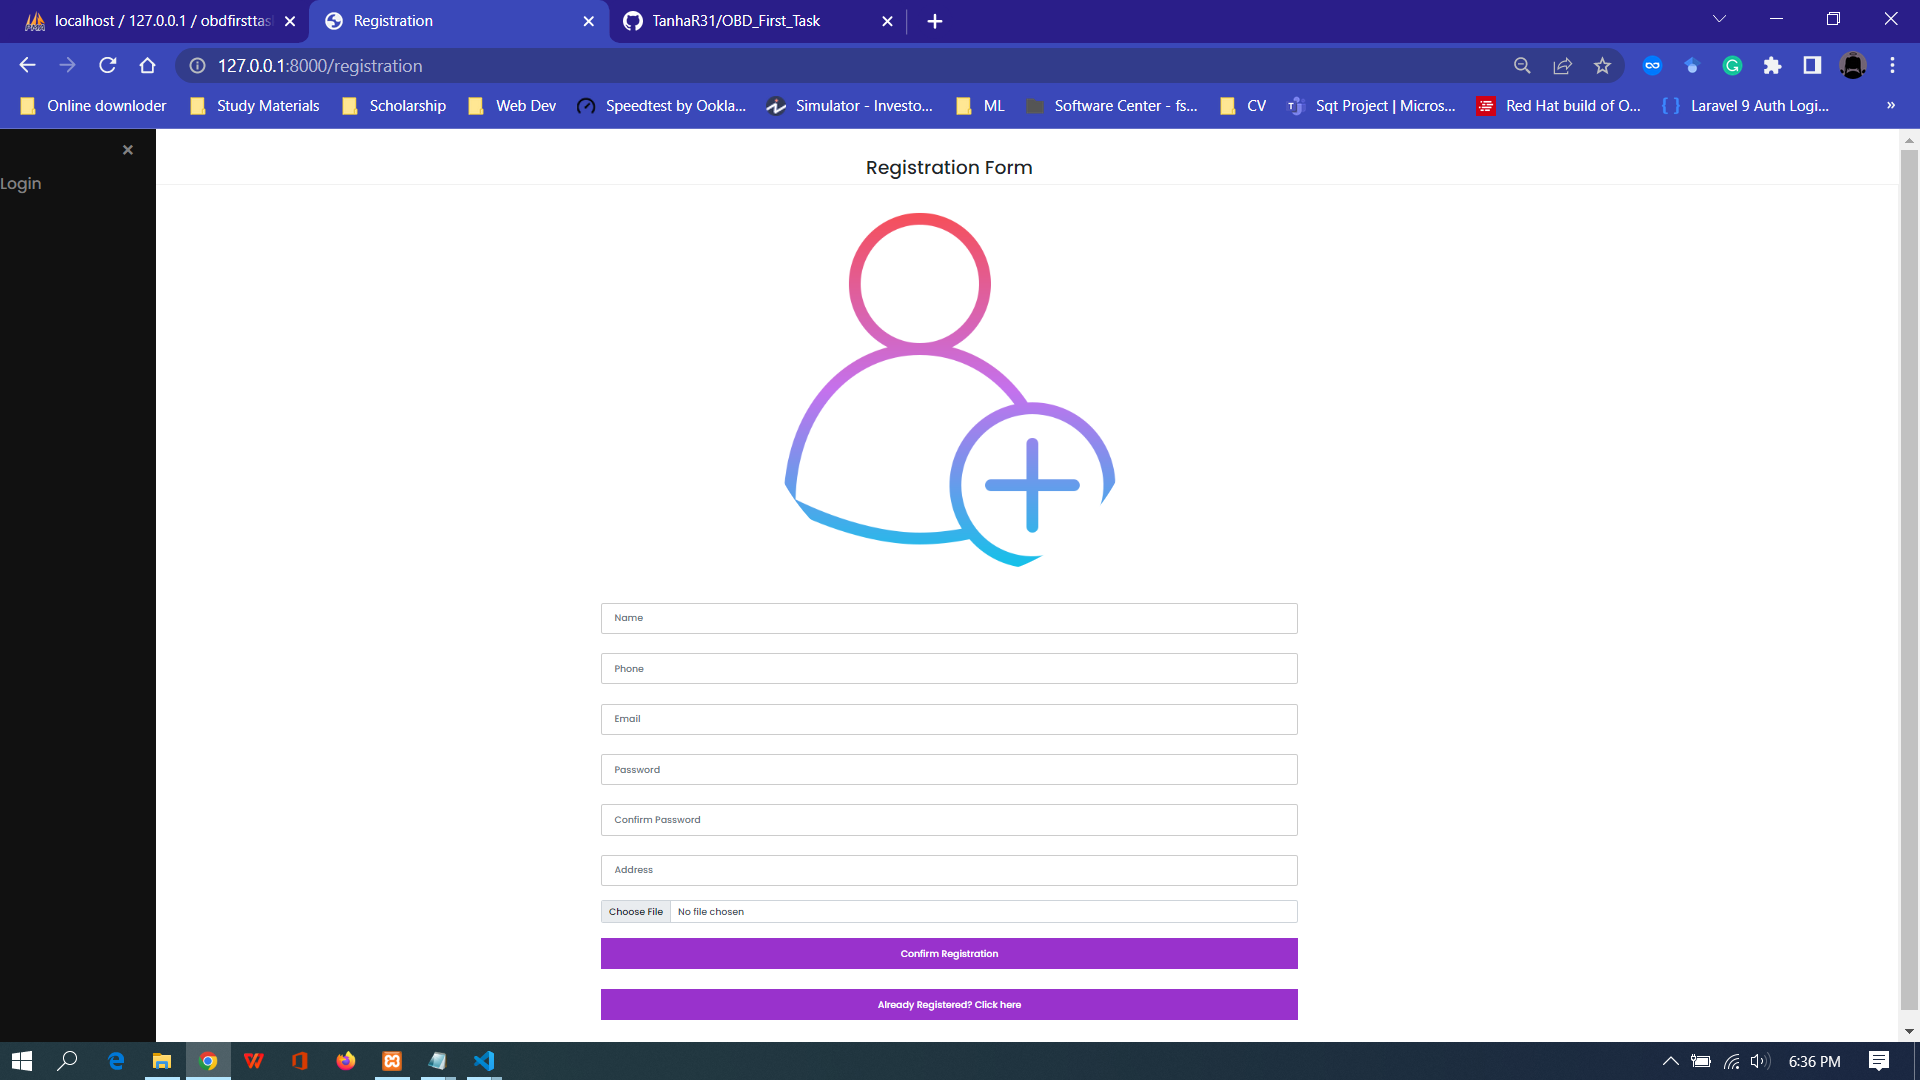 localhost / 127.0.0.1 / obdfirsttas
Registration
TanhaR31/OBD_First_Task
127.0.0.1:8000/registration
Online downloder
Study Materials
Scholarship
Web Dev
Speedtest by Ookla...
Simulator - Investo...
ML
Software Center - fs...
CV
Sqt Project | Micros...
Red Hat build of O...
Laravel 9 Auth Logi...
»
×
Login
Registration Form
Name
Phone
Email
Password
Confirm Password
Address
Choose File No file chosen
Confirm Registration
Already Registered? Click here
6:36 PM